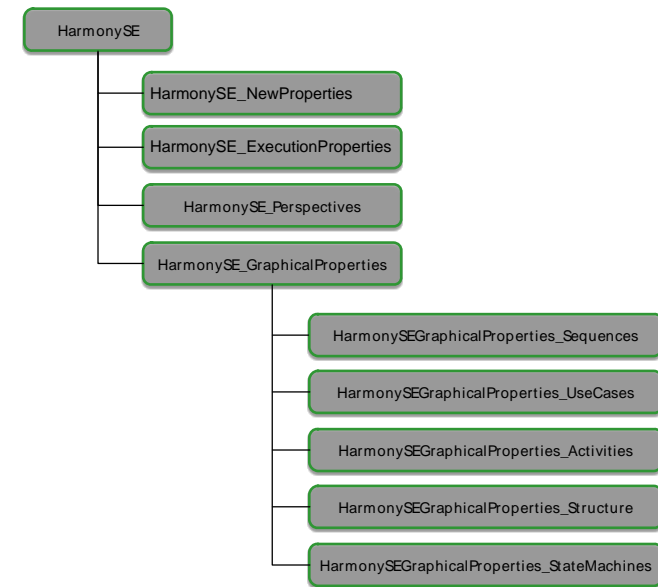 HarmonySE
HarmonySE_NewProperties
HarmonySE_ExecutionProperties
HarmonySE_Perspectives
HarmonySE_GraphicalProperties
HarmonySEGraphicalProperties_Sequences
HarmonySEGraphicalProperties_UseCases
HarmonySEGraphicalProperties_Activities
HarmonySEGraphicalProperties_Structure
HarmonySEGraphicalProperties_StateMachines